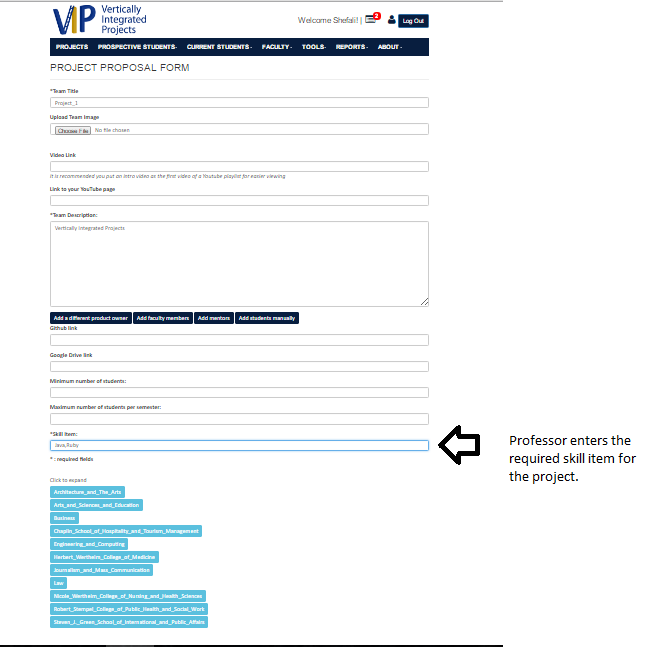 VIP Vertically
Integrated
Projects
Welcome Shefali! | 2 Log Out
PROJECTS PROSPECTIVE STUDENTS CURRENT STUDENTS FACULTY TOOLS REPORTS ABOUT
PROJECT PROPOSAL FORM
*Team Title
Project_1
Upload Team Image
Choose File No file chosen
Video Link
It is recommended you put an intro video as the first video of a Youtube playlist for easier viewing
Link to your YouTube page
*Team Description:
Vertically Integrated Projects
Add a different product owner Add faculty members Add mentors Add students manually
Github link
Google Drive link
Minimum number of students:
Maximum number of students per semester:
*Skill Item:
Java,Ruby
* : required fields
Professor enters the
required skill item for
the project.
Click to expand
Architecture_and_The_Arts
Arts_and_Sciences_and_Education
Business
Chaplin_School_of_Hospitality_and_Tourism_Management
Engineering_and_Computing
Herbert_Wertheim_College_of_Medicine
Journalism_and_Mass_Communication
Law
Nicole_Wertheim_College_of_Nursing_and_Health_Sciences
Robert_Stempel_College_of_Public_Health_and_Social_Work
Steven_J._Green_School_of_International_and_Public_Affairs